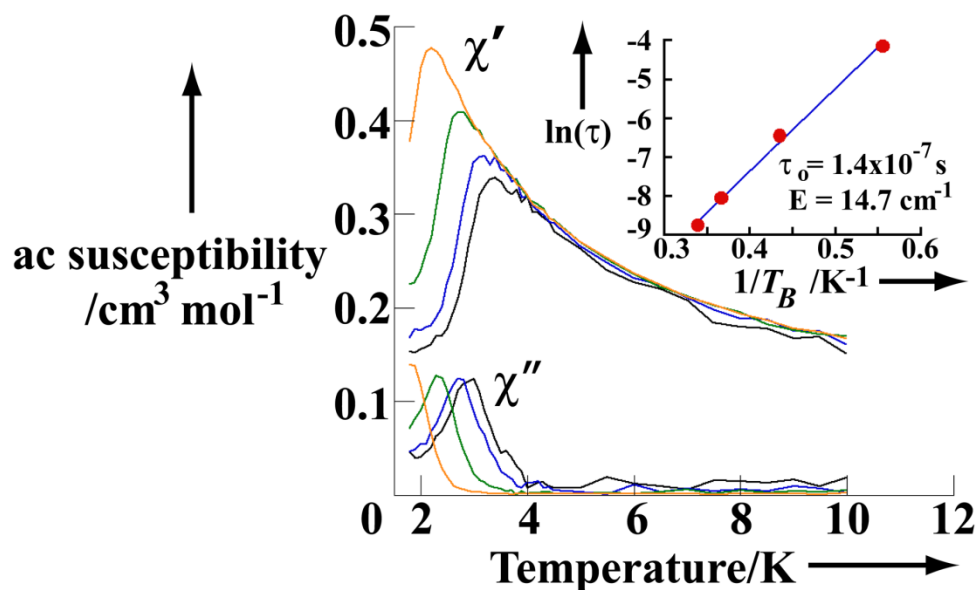 0.5
0.4
0.3
0.2
0.1
0
ac susceptibility
/cm³ mol⁻¹
χ′
χ″
2 4 6 8 10 12
Temperature/K
ln(τ)
-4
-5
-6
-7
-8
-9
τₒ= 1.4x10⁻⁷ s
E = 14.7 cm⁻¹
0.3 0.4 0.5 0.6
1/T_B /K⁻¹